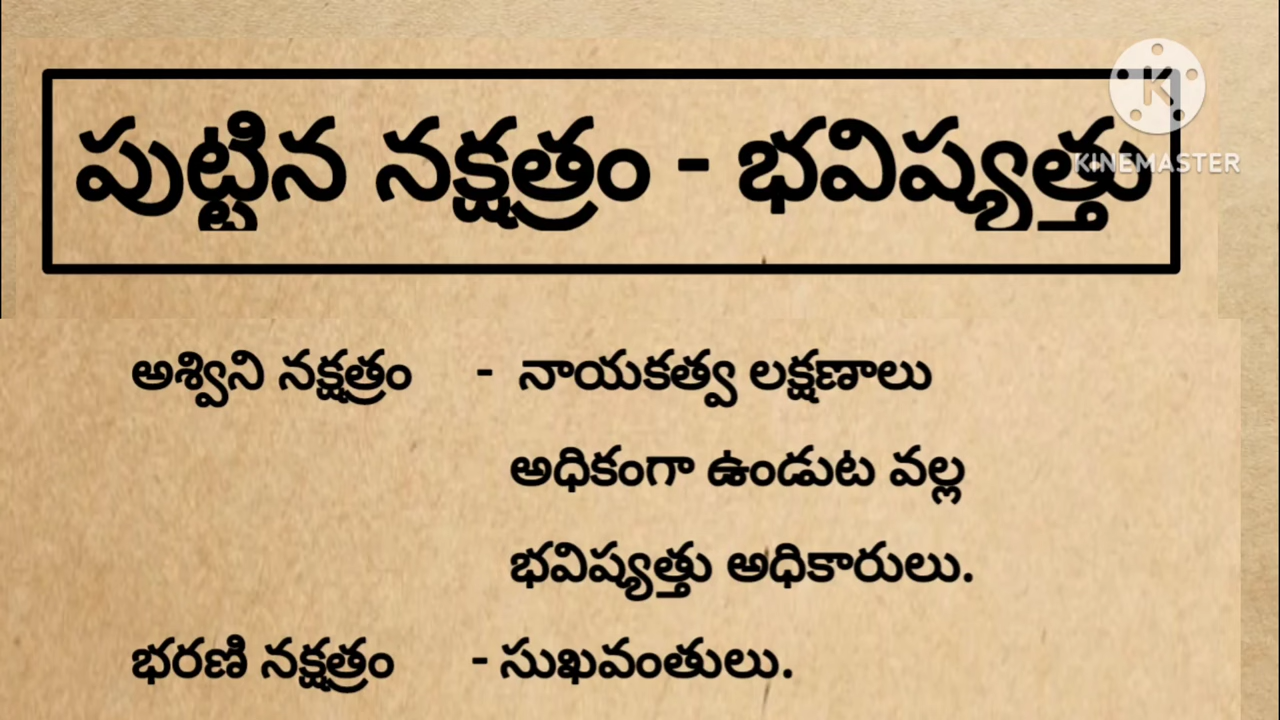 పుట్టిన నక్షత్రం - భవిష్యత్తు
KINEMASTER
అశ్విని నక్షత్రం - నాయకత్వ లక్షణాలు
అధికంగా ఉండుట వల్ల
భవిష్యత్తు అధికారులు.
భరణి నక్షత్రం - సుఖవంతులు.